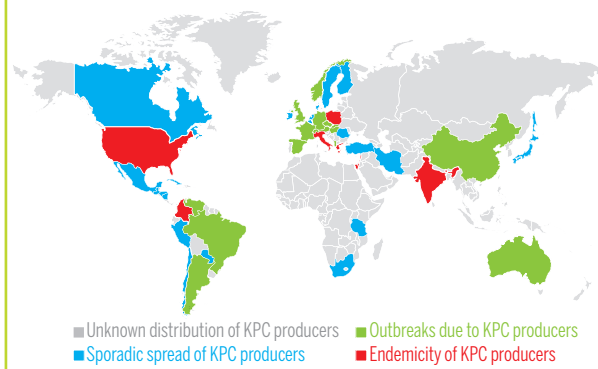 Unknown distribution of KPC producers
Outbreaks due to KPC producers
Sporadic spread of KPC producers
Endemicity of KPC producers